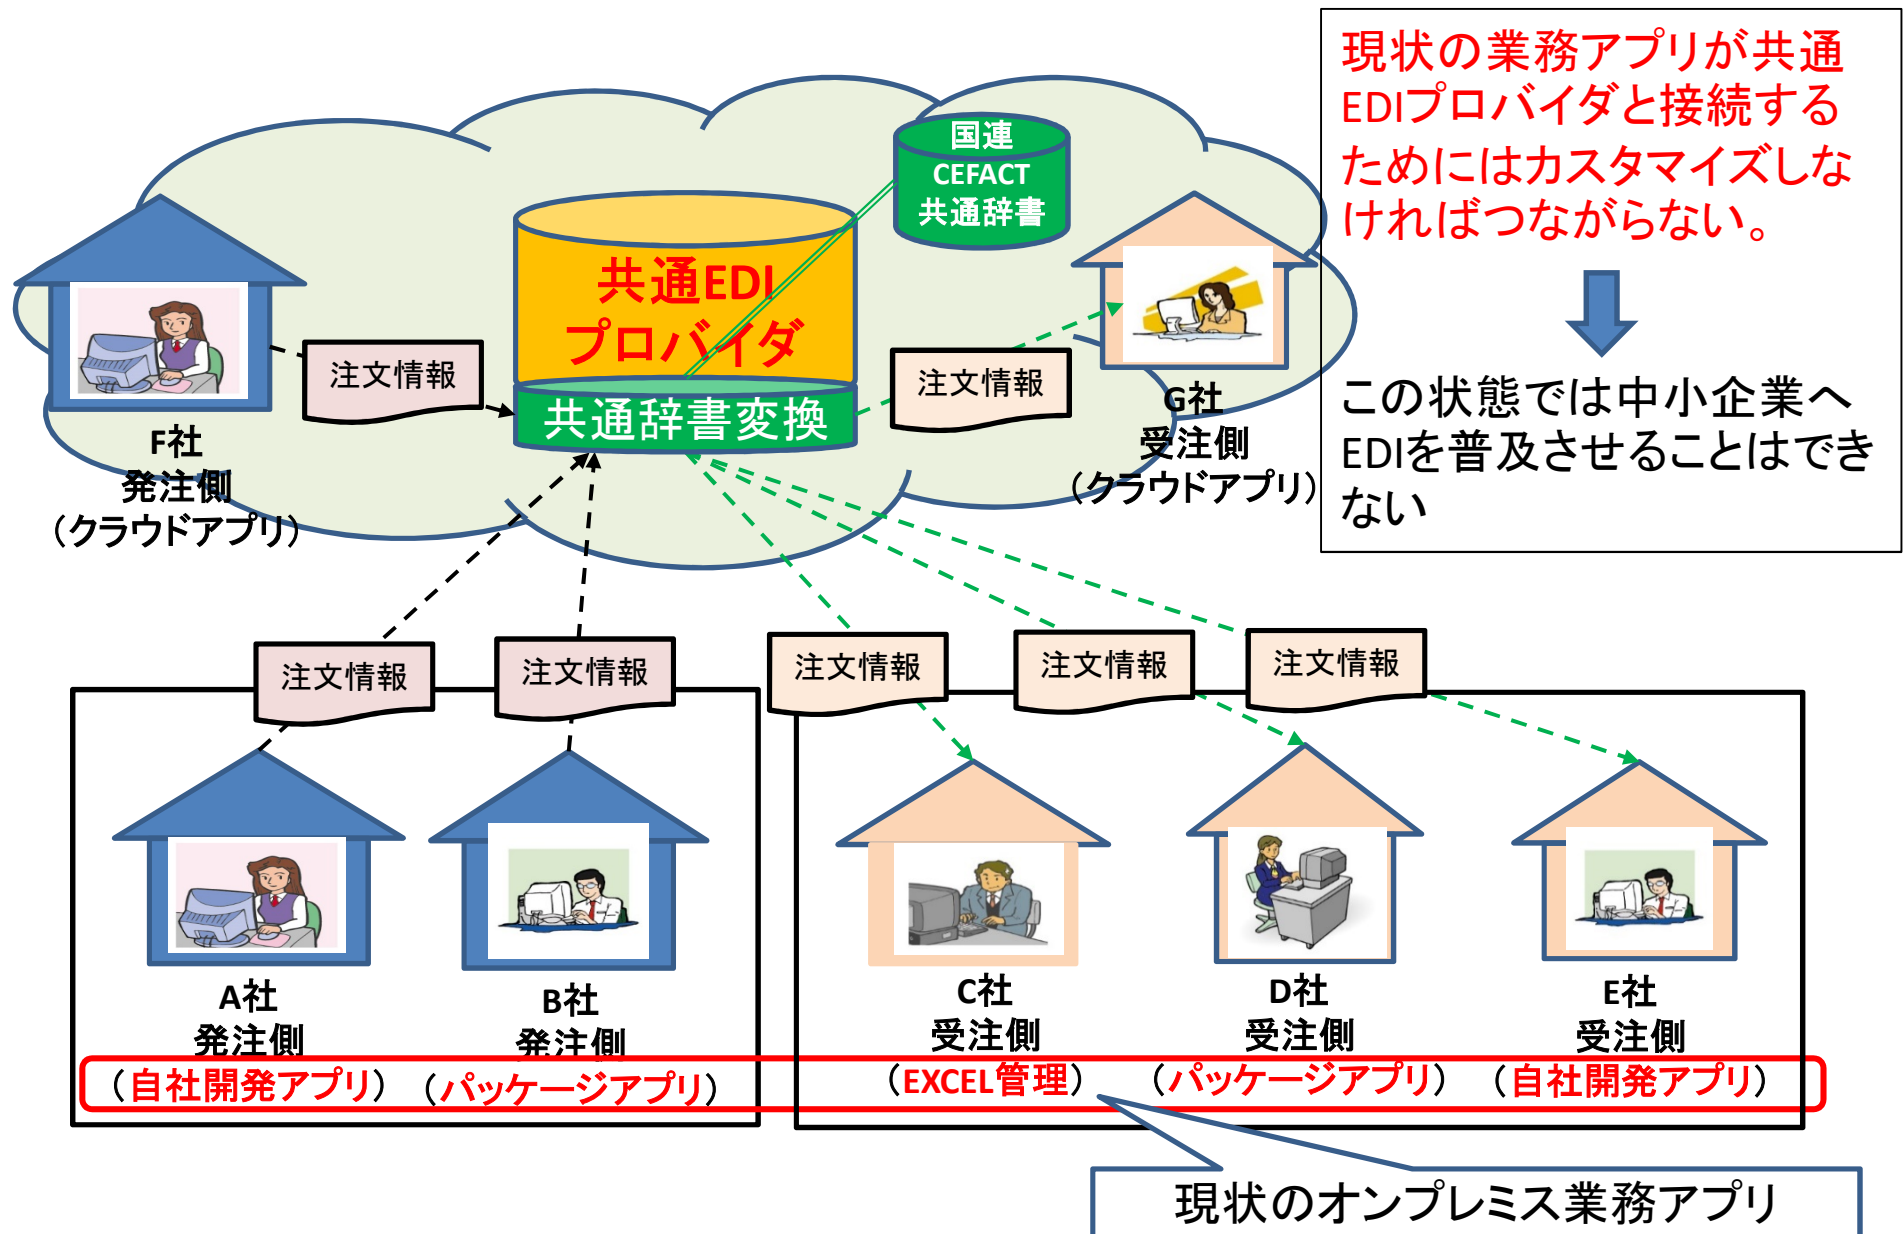 現状の業務アプリが共通
EDIプロバイダと接続する
ためにはカスタマイズしな
ければつながらない。
この状態では中小企業へ
EDIを普及させることはでき
ない
国連
CEFACT
共通辞書
共通EDI
プロバイダ
共通辞書変換
注文情報
注文情報
F社
発注側
（クラウドアプリ）
G社
受注側
（クラウドアプリ）
注文情報
注文情報
注文情報
注文情報
注文情報
A社
発注側
（自社開発アプリ）
B社
発注側
（パッケージアプリ）
C社
受注側
（EXCEL管理）
D社
受注側
（パッケージアプリ）
E社
受注側
（自社開発アプリ）
現状のオンプレミス業務アプリ